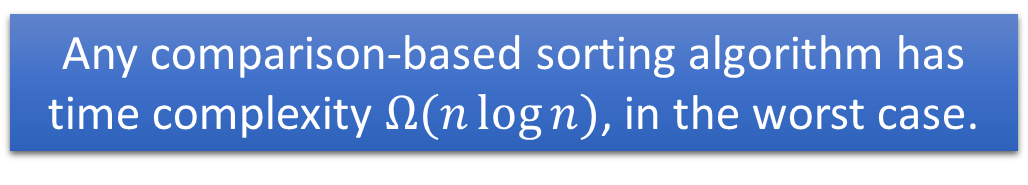 Any comparison-based sorting algorithm has
time complexity Ω(n log n), in the worst case.